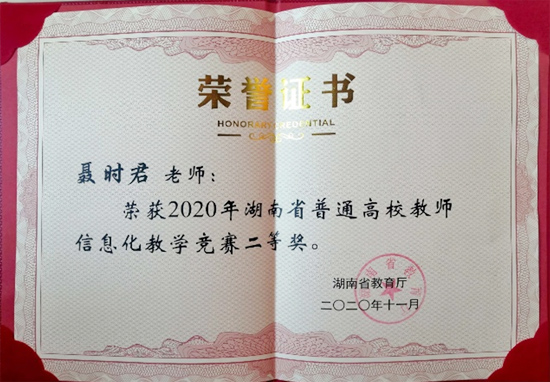 荣誉证书
HONORARY CREDENTIAL
聂时君 老师：
荣获2020年湖南省普通高校教师
信息化教学竞赛二等奖。
湖南省教育厅
二〇二〇年十一月